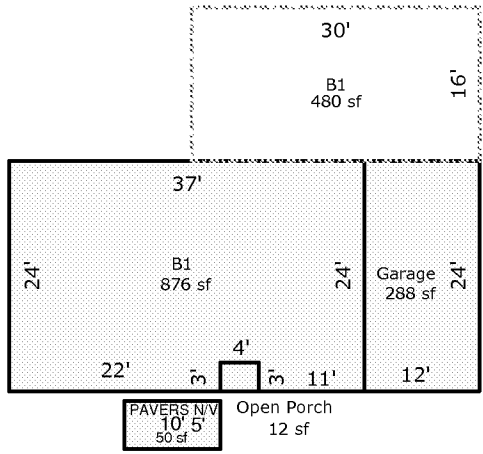 30'
B1
480 sf
16'
37'
24'
B1
876 sf
24'
Garage
288 sf
24'
4'
22'
3'
3'
11'
12'
PAVERS N/V
10' 5'
50 sf
Open Porch
12 sf